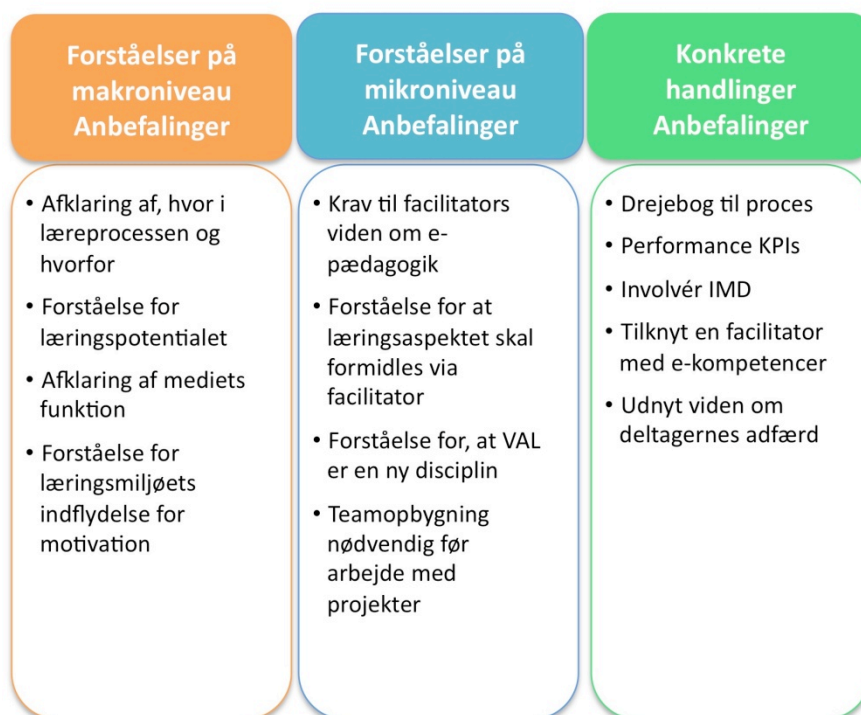 Forståelser på
makroniveau
Anbefalinger
• Afklaring af, hvor i
læreprocessen og
hvorfor
• Forståelse for
læringspotentialet
• Afklaring af mediets
funktion
• Forståelse for
læringsmiljøets
indflydelse for
motivation
Forståelser på
mikroniveau
Anbefalinger
• Krav til facilitators
viden om e-
pædagogik
• Forståelse for at
læringsaspektet skal
formidles via
facilitator
• Forståelse for, at VAL
er en ny disciplin
• Teamopbygning
nødvendig før
arbejde med
projekter
Konkrete
handlinger
Anbefalinger
• Drejebog til proces
• Performance KPIs
• Involvér IMD
• Tilknyt en facilitator
med e-kompetencer
• Udnyt viden om
deltagernes adfærd